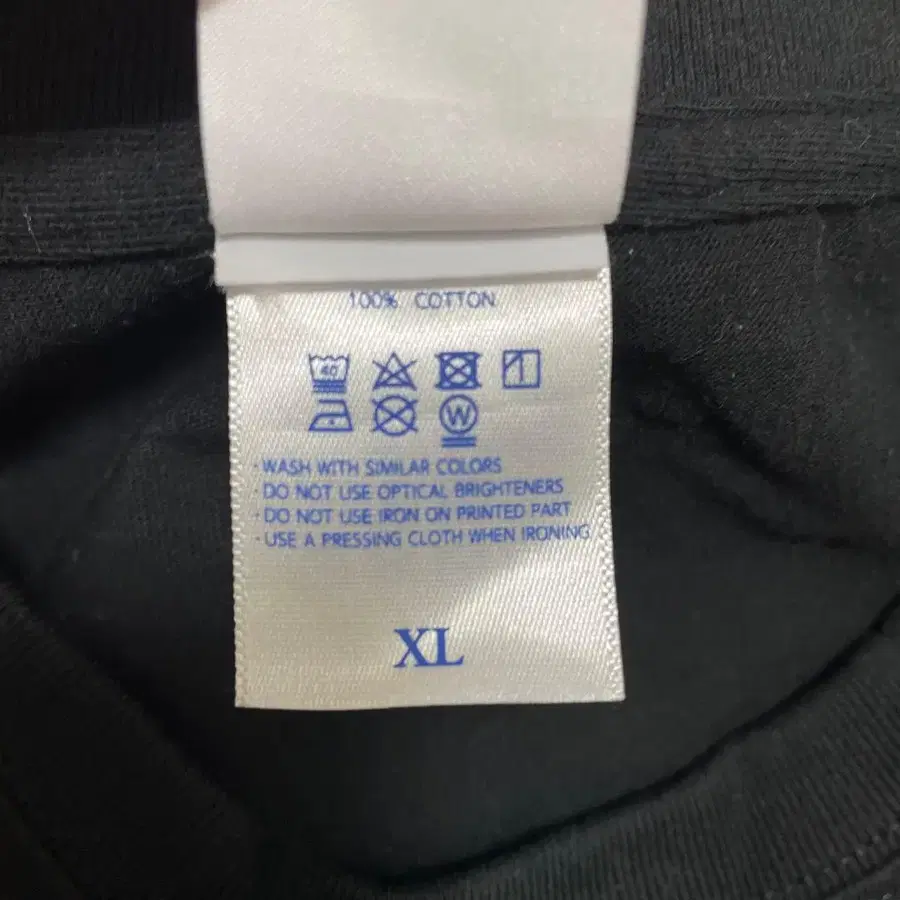 100% COTTON
40
W
· WASH WITH SIMILAR COLORS
· DO NOT USE OPTICAL BRIGHTENERS
· DO NOT USE IRON ON PRINTED PART
· USE A PRESSING CLOTH WHEN IRONING
XL